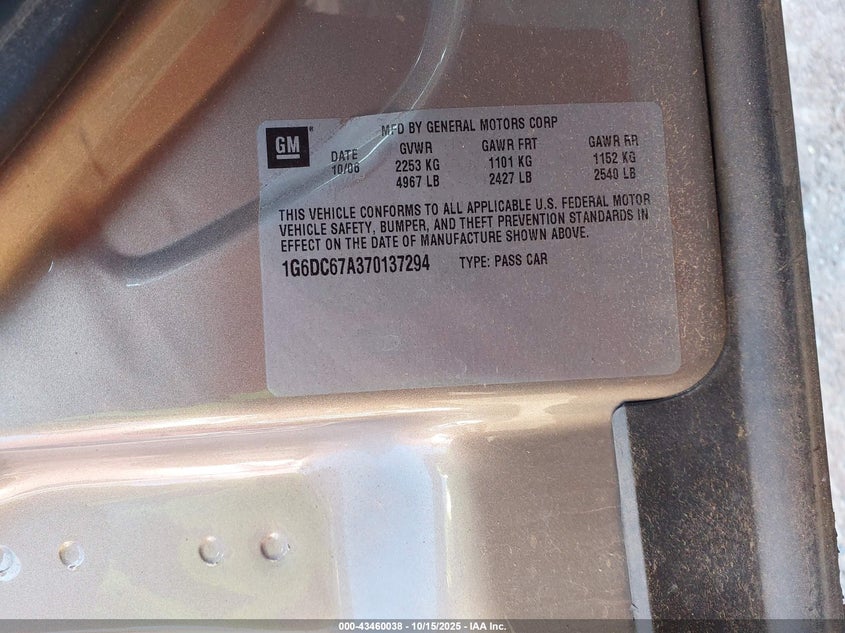 GM ®
MFD BY GENERAL MOTORS CORP
DATE GVWR GAWR FRT GAWR RR
10/06 2253 KG 1101 KG 1152 KG
4967 LB 2427 LB 2540 LB
THIS VEHICLE CONFORMS TO ALL APPLICABLE U.S. FEDERAL MOTOR
VEHICLE SAFETY, BUMPER, AND THEFT PREVENTION STANDARDS IN
EFFECT ON THE DATE OF MANUFACTURE SHOWN ABOVE.
1G6DC67A370137294 TYPE: PASS CAR
000-43460038 - 10/15/2025 - IAA Inc.